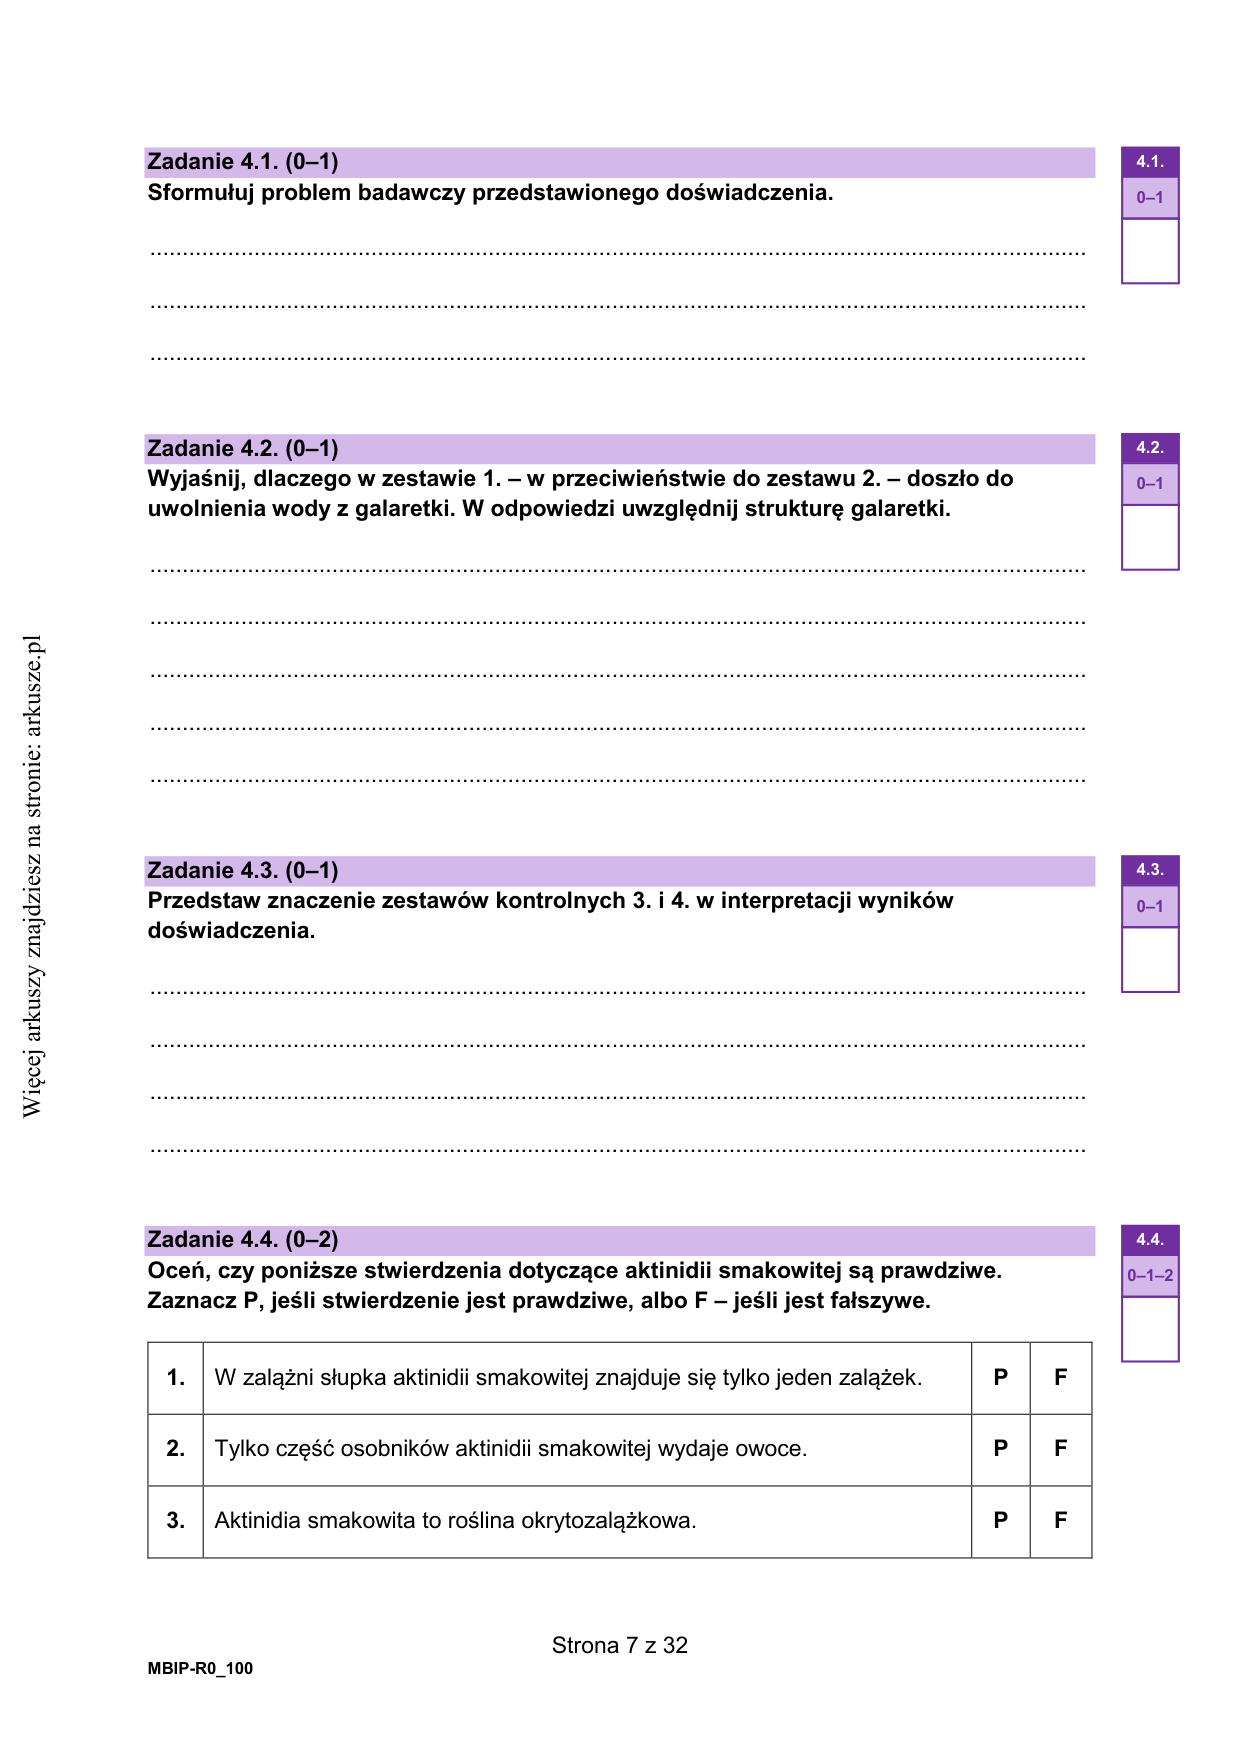 Zadanie 4.1. (0–1)
Sformułuj problem badawczy przedstawionego doświadczenia.
4.1.
0–1
Zadanie 4.2. (0–1)
Wyjaśnij, dlaczego w zestawie 1. – w przeciwieństwie do zestawu 2. – doszło do
uwolnienia wody z galaretki. W odpowiedzi uwzględnij strukturę galaretki.
4.2.
0–1
Zadanie 4.3. (0–1)
Przedstaw znaczenie zestawów kontrolnych 3. i 4. w interpretacji wyników
doświadczenia.
4.3.
0–1
Zadanie 4.4. (0–2)
Oceń, czy poniższe stwierdzenia dotyczące aktinidii smakowitej są prawdziwe.
Zaznacz P, jeśli stwierdzenie jest prawdziwe, albo F – jeśli jest fałszywe.
4.4.
0–1–2
1. W zalążni słupka aktinidii smakowitej znajduje się tylko jeden zalążek. P F
2. Tylko część osobników aktinidii smakowitej wydaje owoce. P F
3. Aktinidia smakowita to roślina okrytozalążkowa. P F
Więcej arkuszy znajdziesz na stronie: arkusze.pl
Strona 7 z 32
MBIP-R0_100